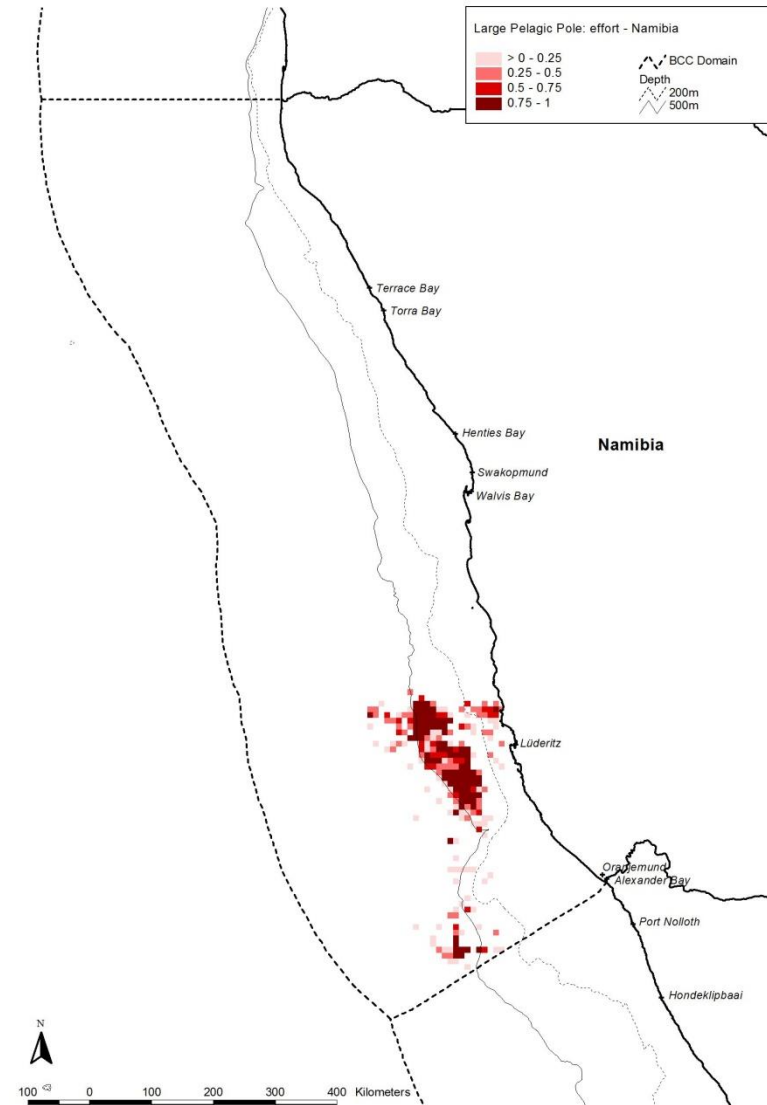 Large Pelagic Pole: effort - Namibia
> 0 - 0.25
0.25 - 0.5
0.5 - 0.75
0.75 - 1
BCC Domain
Depth
200m
500m
Terrace Bay
Torra Bay
Henties Bay
Namibia
Swakopmund
Walvis Bay
Lüderitz
Oranjemund
Alexander Bay
Port Nolloth
Hondeklipbaai
N
100 0 100 200 300 400 Kilometers